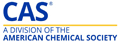 CAS®
A DIVISION OF THE
AMERICAN CHEMICAL SOCIETY